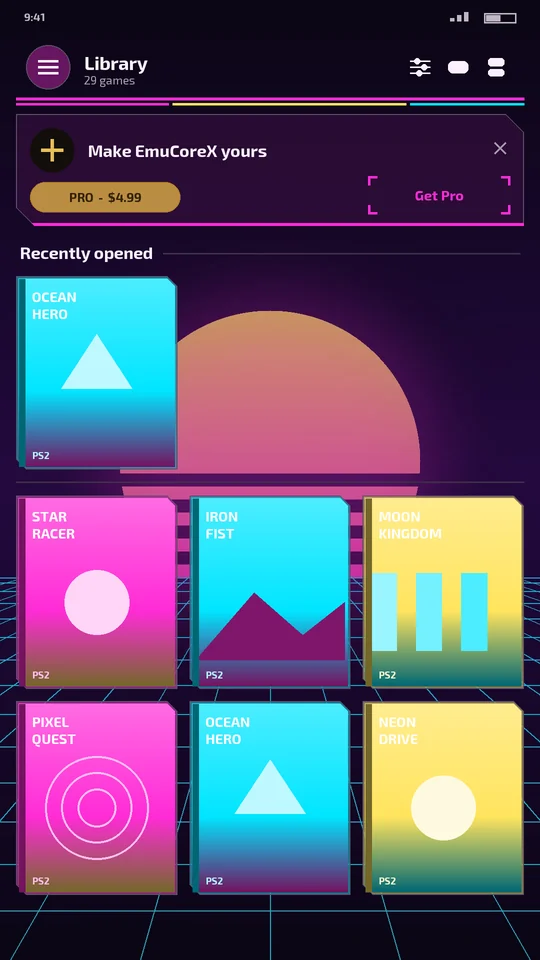 9:41
Library
29 games
Make EmuCoreX yours
PRO - $4.99
Get Pro
Recently opened
OCEAN
HERO
PS2
STAR
RACER
PS2
IRON
FIST
PS2
MOON
KINGDOM
PS2
PIXEL
QUEST
PS2
OCEAN
HERO
PS2
NEON
DRIVE
PS2